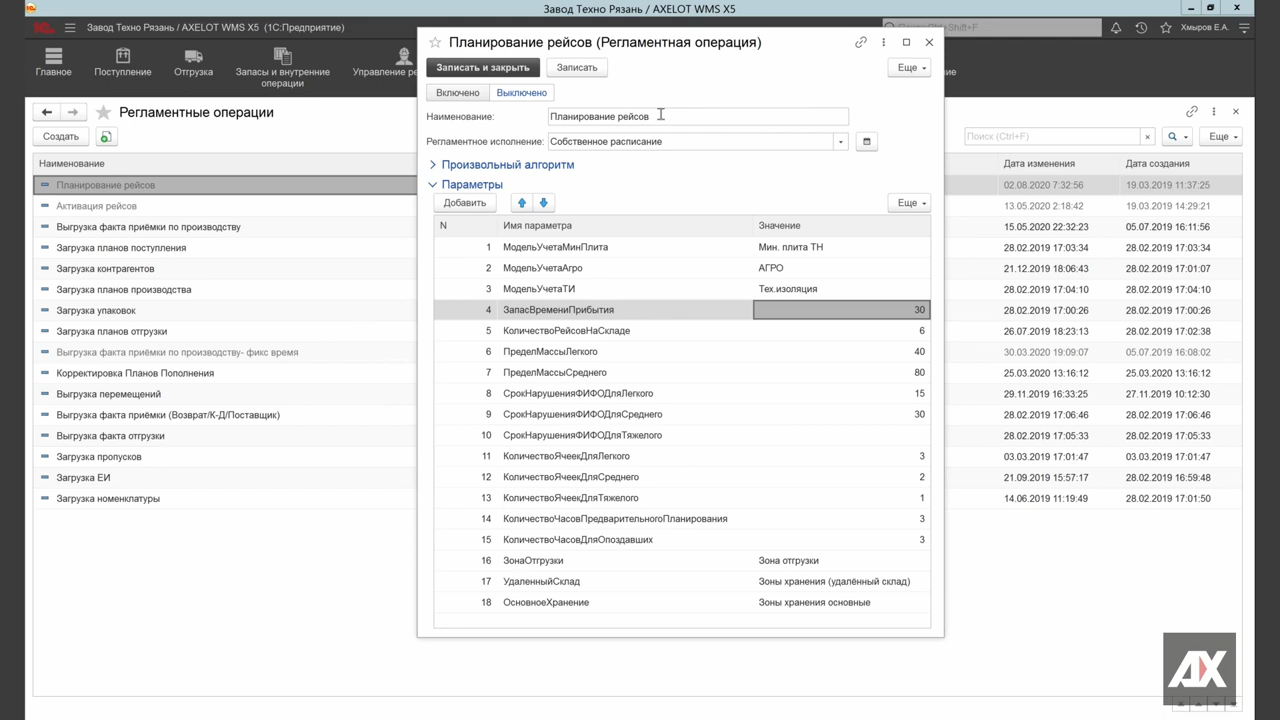 Завод Техно Рязань / AXELOT WMS X5
Завод Техно Рязань / AXELOT WMS X5 (1С:Предприятие)
Хмыров Е.А.
Главное
Поступление
Отгрузка
Запасы и внутренние операции
Регламентные операции
Создать
Поиск (Ctrl+F)
×
Еще
Наименование
Дата изменения
Дата создания
Планирование рейсов
02.08.2020 7:32:56
19.03.2019 11:37:25
Активация рейсов
13.05.2020 2:18:42
19.03.2019 14:29:21
Выгрузка факта приёмки по производству
15.05.2020 22:32:23
05.07.2019 16:11:56
Загрузка планов поступления
28.02.2019 17:03:34
28.02.2019 17:03:34
Загрузка контрагентов
21.12.2019 18:06:43
28.02.2019 17:01:07
Загрузка планов производства
28.02.2019 17:04:10
28.02.2019 17:04:10
Загрузка упаковок
28.02.2019 17:00:26
28.02.2019 17:00:26
Загрузка планов отгрузки
26.07.2019 18:23:13
28.02.2019 17:02:38
Выгрузка факта приёмки по производству- фикс время
30.03.2020 19:09:07
05.07.2019 16:08:02
Корректировка Планов Пополнения
25.03.2020 13:16:12
25.03.2020 13:16:12
Выгрузка перемещений
29.11.2019 16:33:25
27.11.2019 10:12:30
Выгрузка факта приёмки (Возврат/К-Д/Поставщик)
28.02.2019 17:06:46
28.02.2019 17:06:46
Выгрузка факта отгрузки
28.02.2019 17:05:33
28.02.2019 17:05:33
Загрузка пропусков
03.03.2019 17:01:47
03.03.2019 17:01:47
Загрузка ЕИ
21.09.2019 15:57:17
28.02.2019 16:59:48
Загрузка номенклатуры
14.06.2019 11:19:49
28.02.2019 17:01:50
Планирование рейсов (Регламентная операция)
Записать и закрыть
Записать
Еще
Включено
Выключено
Наименование:
Планирование рейсов
Регламентное исполнение:
Собственное расписание
Произвольный алгоритм
Параметры
Добавить
Еще
N
Имя параметра
Значение
1 МодельУчетаМинПлита Мин. плита ТН
2 МодельУчетаАгро АГРО
3 МодельУчетаТИ Тех.изоляция
4 ЗапасВремениПрибытия 30
5 КоличествоРейсовНаСкладе 6
6 ПределМассыЛегкого 40
7 ПределМассыСреднего 80
8 СрокНарушенияФИФОДляЛегкого 15
9 СрокНарушенияФИФОДляСреднего 30
10 СрокНарушенияФИФОДляТяжелого
11 КоличествоЯчеекДляЛегкого 3
12 КоличествоЯчеекДляСреднего 2
13 КоличествоЯчеекДляТяжелого 1
14 КоличествоЧасовПредварительногоПланирования 3
15 КоличествоЧасовДляОпоздавших 3
16 ЗонаОтгрузки Зона отгрузки
17 УдаленныйСклад Зоны хранения (удалённый склад)
18 ОсновноеХранение Зоны хранения основные
AX